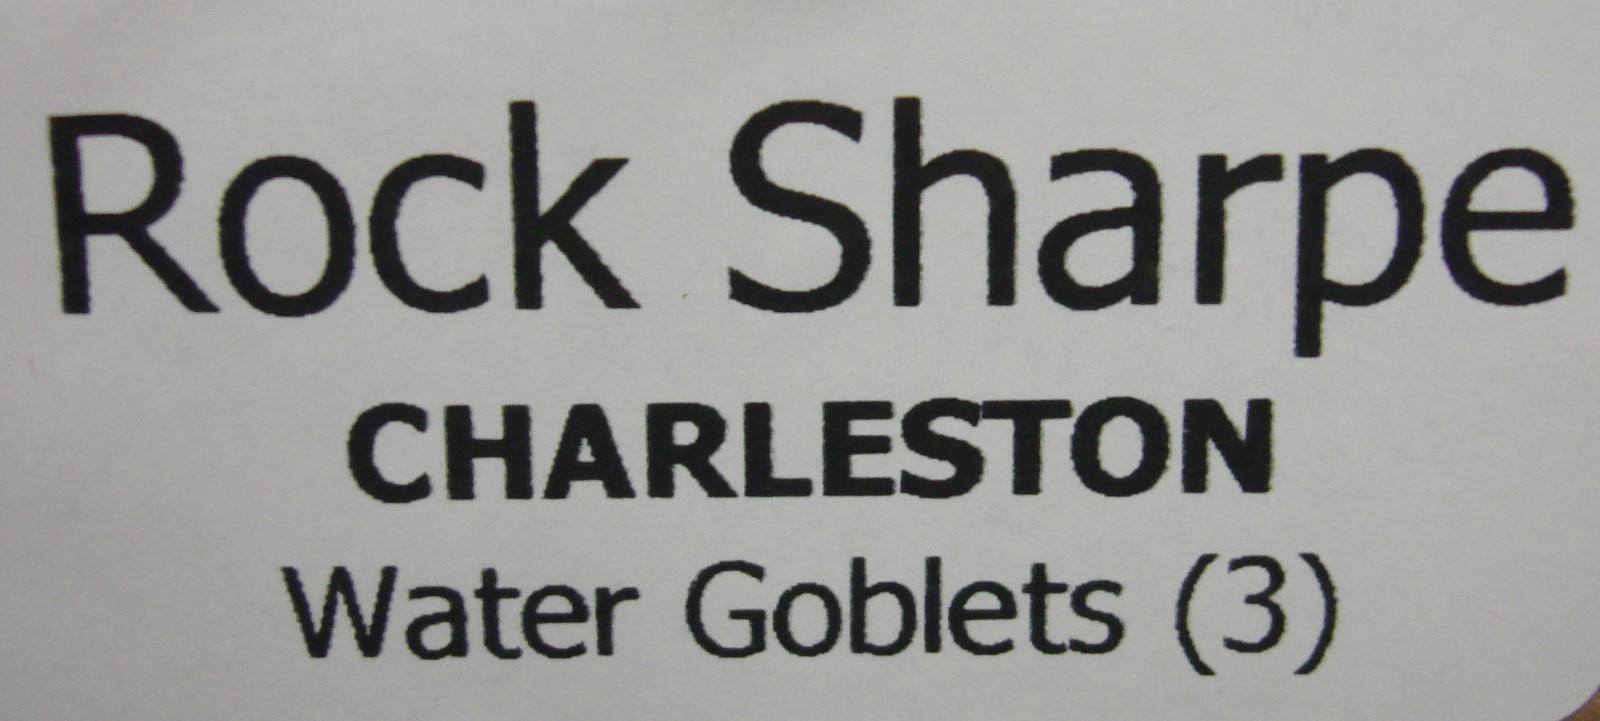 Rock Sharpe
CHARLESTON
Water Goblets (3)